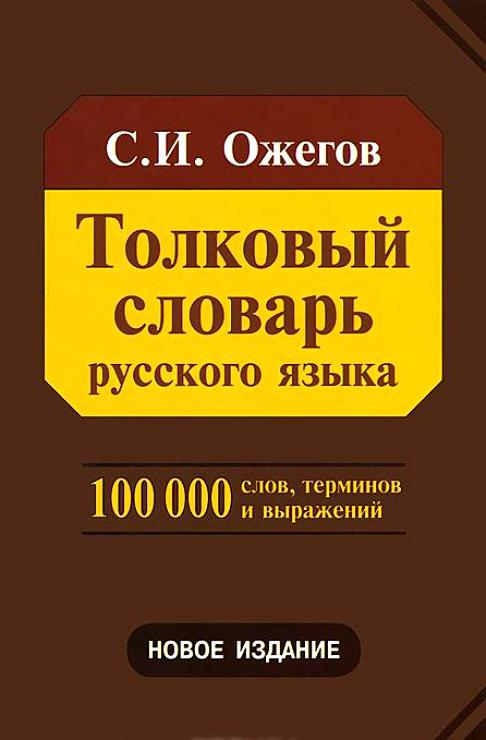 С.И. Ожегов
Толковый
словарь
русского языка
100 000 слов, терминов
и выражений
НОВОЕ ИЗДАНИЕ